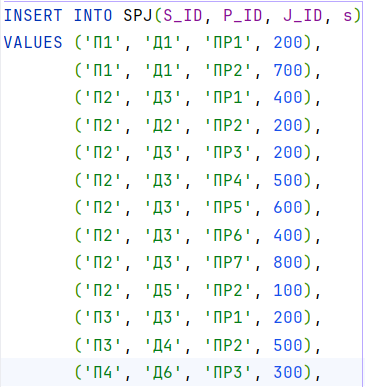 INSERT INTO SPJ(S_ID, P_ID, J_ID, s)
VALUES ('П1', 'Д1', 'ПР1', 200),
('П1', 'Д1', 'ПР2', 700),
('П2', 'Д3', 'ПР1', 400),
('П2', 'Д2', 'ПР2', 200),
('П2', 'Д3', 'ПР3', 200),
('П2', 'Д3', 'ПР4', 500),
('П2', 'Д3', 'ПР5', 600),
('П2', 'Д3', 'ПР6', 400),
('П2', 'Д3', 'ПР7', 800),
('П2', 'Д5', 'ПР2', 100),
('П3', 'Д3', 'ПР1', 200),
('П3', 'Д4', 'ПР2', 500),
('П4', 'Д6', 'ПР3', 300),